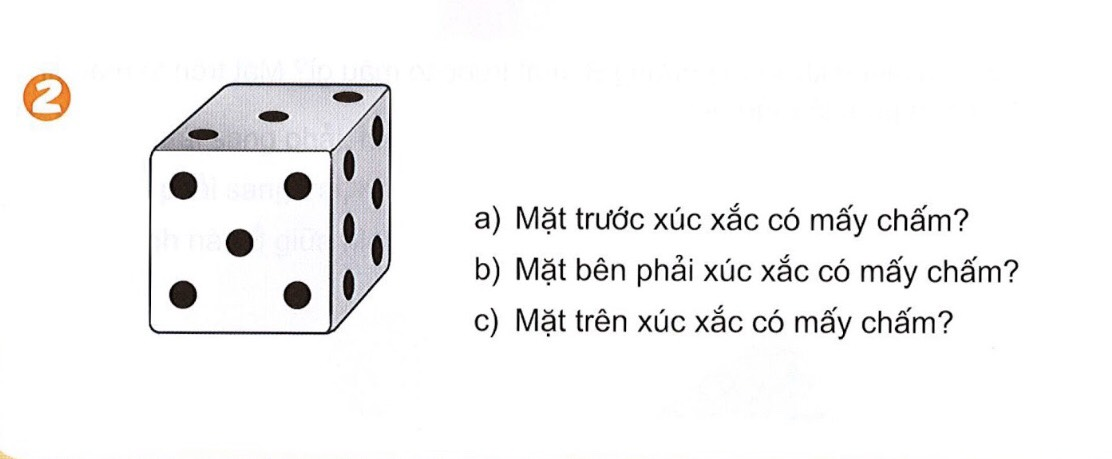 2
a) Mặt trước xúc xắc có mấy chấm?
b) Mặt bên phải xúc xắc có mấy chấm?
c) Mặt trên xúc xắc có mấy chấm?